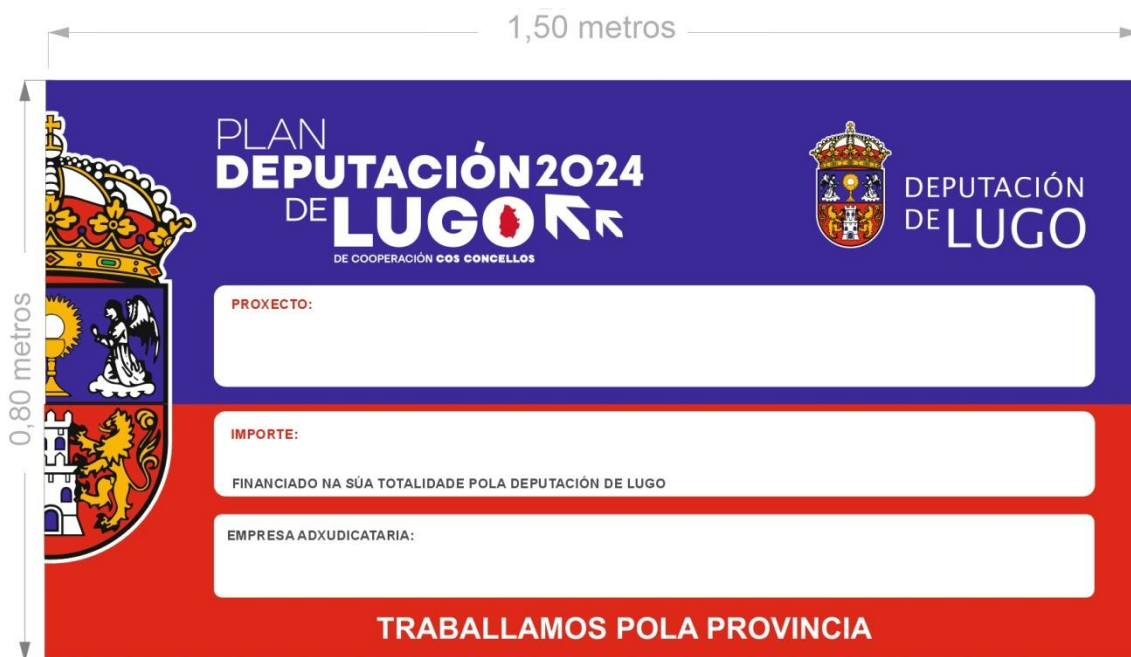 1,50 metros
0,80 metros
PLAN
DEPUTACIÓN 2024
DE LUGO
DE COOPERACIÓN COS CONCELLOS
DEPUTACIÓN
DE LUGO
PROXECTO:
IMPORTE:
FINANCIADO NA SÚA TOTALIDADE POLA DEPUTACIÓN DE LUGO
EMPRESA ADXUDICATARIA:
TRABALLAMOS POLA PROVINCIA